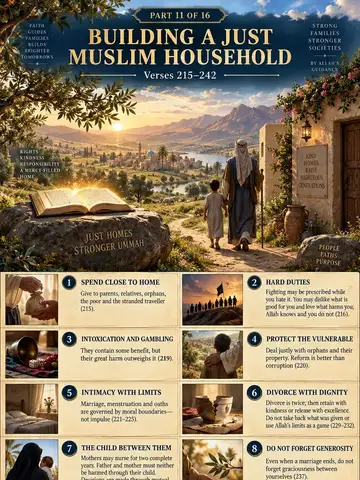 PART 11 OF 16
BUILDING A JUST
MUSLIM HOUSEHOLD
Verses 215–242
FAITH
GUIDES
FAMILIES
BUILDS
BRIGHTER
TOMORROWS
STRONG
FAMILIES
STRONGER
SOCIETIES
BY ALLAH'S
GUIDANCE
RIGHTS
KINDNESS
RESPONSIBILITY
A MERCY-FILLED
HOME
KIND
HOMES
RAISE
RIGHTEOUS
GENERATIONS
JUST HOMES
STRONGER UMMAH
PEOPLE
PATHS
PURPOSE
1 SPEND CLOSE TO HOME
Give to parents, relatives, orphans,
the poor and the stranded traveller
(215).
2 HARD DUTIES
Fighting may be prescribed while
you hate it. You may dislike what is
good for you and love what harms you;
Allah knows and you do not (216).
3 INTOXICATION AND GAMBLING
They contain some benefit, but
their great harm outweighs it (219).
4 PROTECT THE VULNERABLE
Deal justly with orphans and their
property. Reform is better than
corruption (220).
5 INTIMACY WITH LIMITS
Marriage, menstruation and oaths
are governed by moral boundaries—
not impulse (221–225).
6 DIVORCE WITH DIGNITY
Divorce is twice; then retain with
kindness or release with excellence.
Do not take back what was given or
use Allah's limits as a game (229–232).
7 THE CHILD BETWEEN THEM
Mothers may nurse for two complete
years. Father and mother must neither
be harmed through their child.
8 DO NOT FORGET GENEROSITY
Even when a marriage ends, do not
forget graciousness between
yourselves (237).